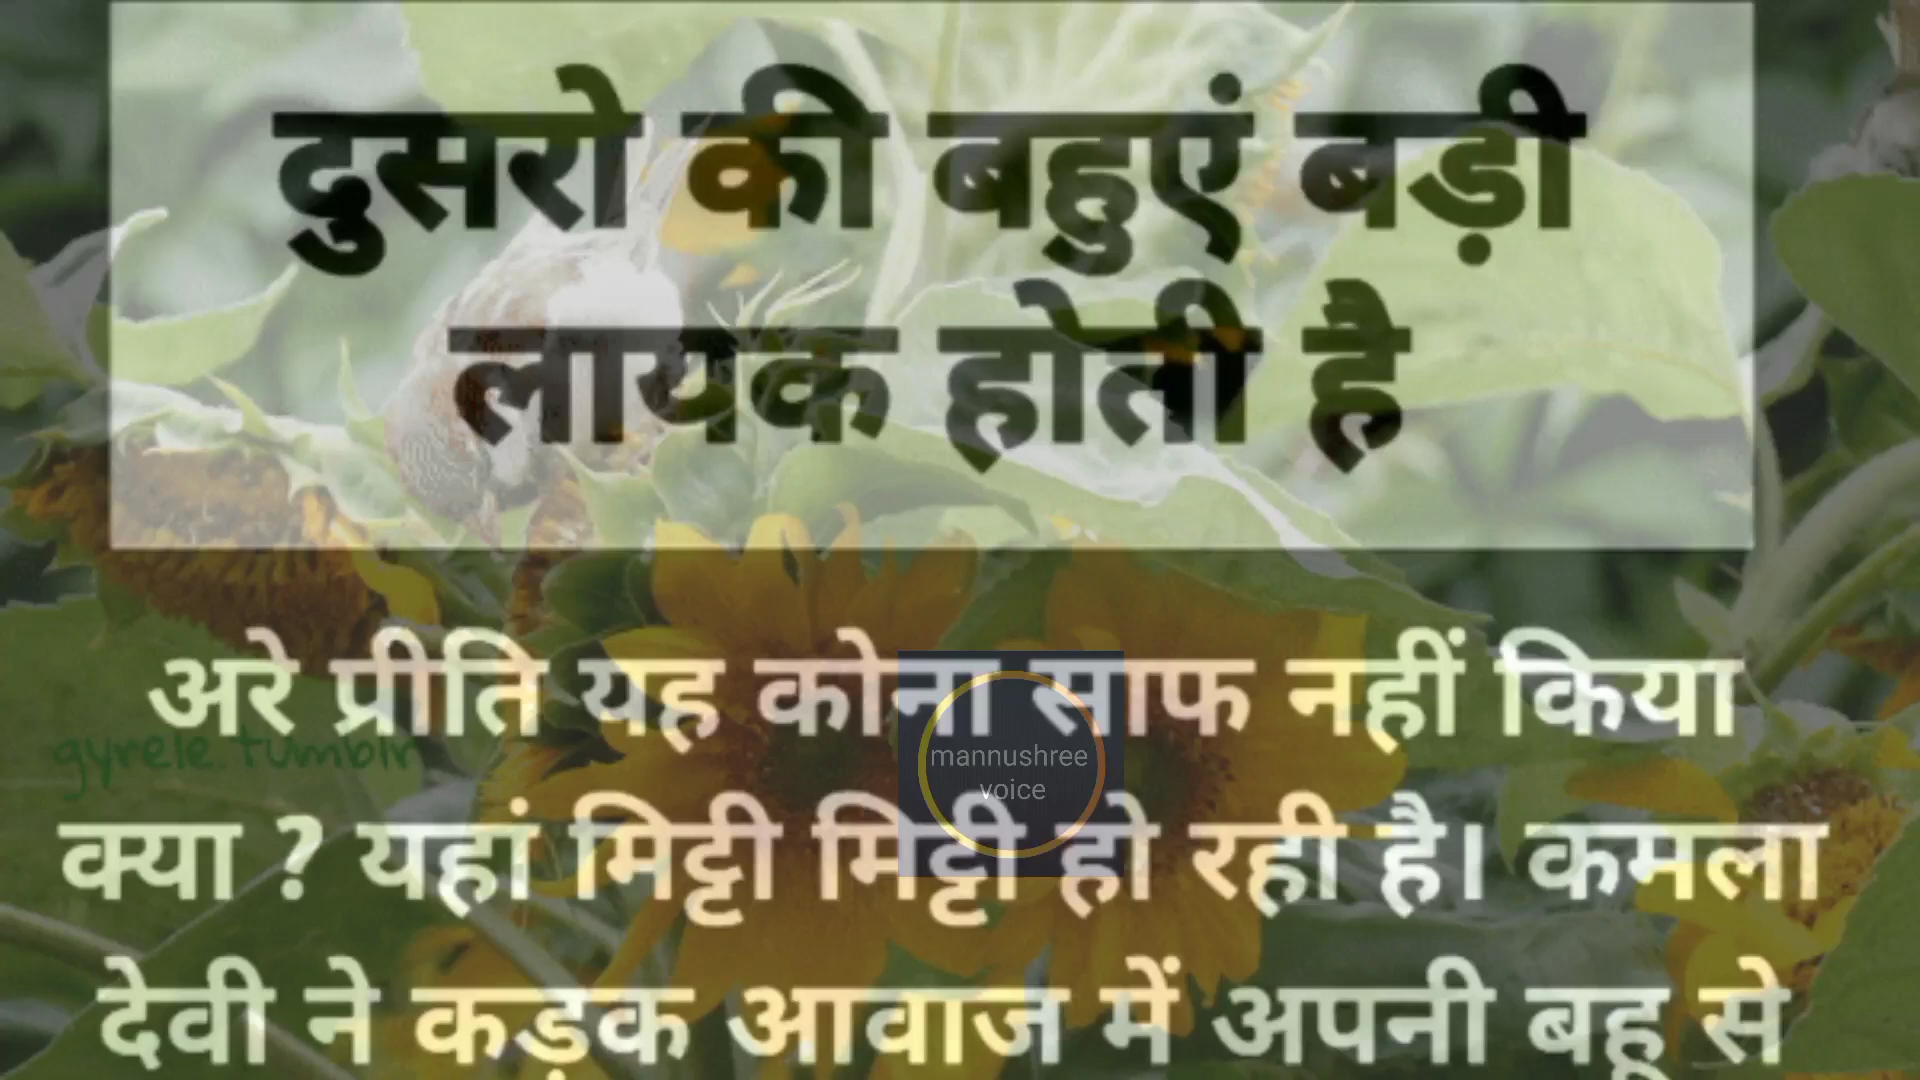 दुसरो की बहुएं बड़ी
लायक होती है
अरे प्रीति यह कोना साफ नहीं किया
gyrele.tumblr
mannushree
voice
क्या ? यहां मिट्टी मिट्टी हो रही है। कमला
देवी ने कड़क आवाज में अपनी बहू से